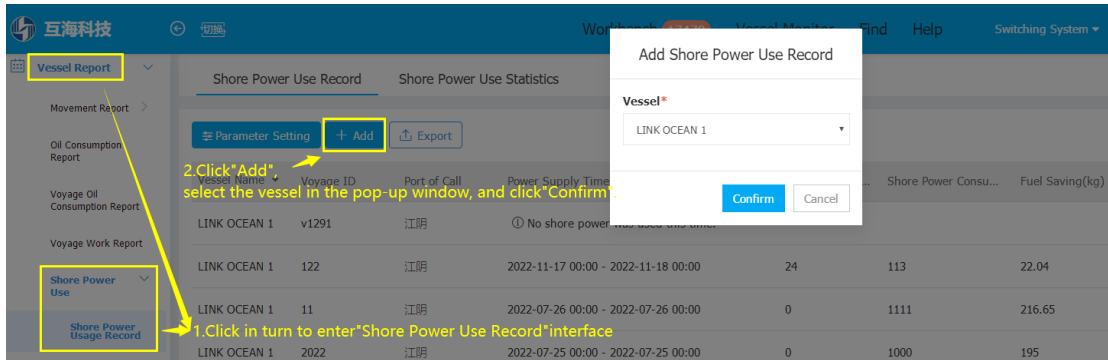 互海科技
切换
Workbench
Vessel Monitor
Find
Help
Switching System
Vessel Report
Movement Report
Oil Consumption
Report
Voyage Oil
Consumption Report
Voyage Work Report
Shore Power
Use
Shore Power
Usage Record
Shore Power Use Record
Shore Power Use Statistics
Parameter Setting
+ Add
Export
2.Click"Add",
select the vessel in the pop-up window, and click"Confirm".
Add Shore Power Use Record
Vessel*
LINK OCEAN 1
Confirm
Cancel
Vessel Name
Voyage ID
Port of Call
Power Supply Time
Shore Power Consu...
Fuel Saving(kg)
LINK OCEAN 1 v1291 江阴 No shore power was used this time.
LINK OCEAN 1 122 江阴 2022-11-17 00:00 - 2022-11-18 00:00 24 113 22.04
LINK OCEAN 1 11 江阴 2022-07-26 00:00 - 2022-07-26 00:00 0 1111 216.65
1.Click in turn to enter"Shore Power Use Record"interface
LINK OCEAN 1 2022 江阴 2022-07-25 00:00 - 2022-07-25 00:00 0 1000 195